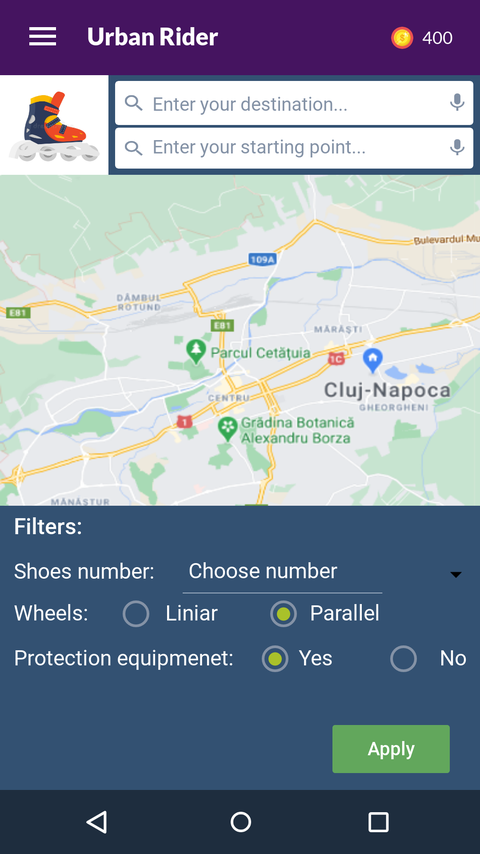 Urban Rider
400
Enter your destination...
Enter your starting point...
Bulevardul Mu
109A
DÂMBUL
ROTUND
E81
E81
MĂRĂȘTI
Parcul Cetățuia
1C
Cluj-Napoca
CENTRU
GHEORGHENI
1
Grădina Botanică
Alexandru Borza
MĂNĂȘTUR
Filters:
Shoes number: Choose number
Wheels: Liniar Parallel
Protection equipmenet: Yes No
Apply